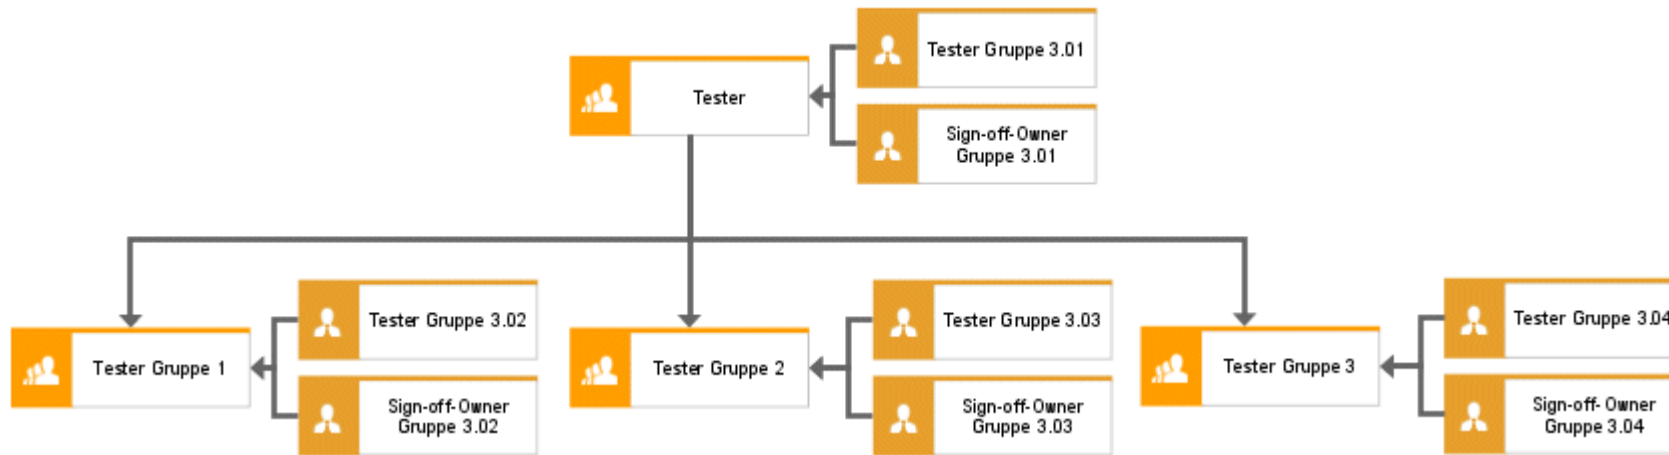 Tester Gruppe 3.01
Tester
Sign-off-Owner
Gruppe 3.01
Tester Gruppe 3.02
Tester Gruppe 3.03
Tester Gruppe 3.04
Tester Gruppe 1
Tester Gruppe 2
Tester Gruppe 3
Sign-off-Owner
Gruppe 3.02
Sign-off-Owner
Gruppe 3.03
Sign-off-Owner
Gruppe 3.04